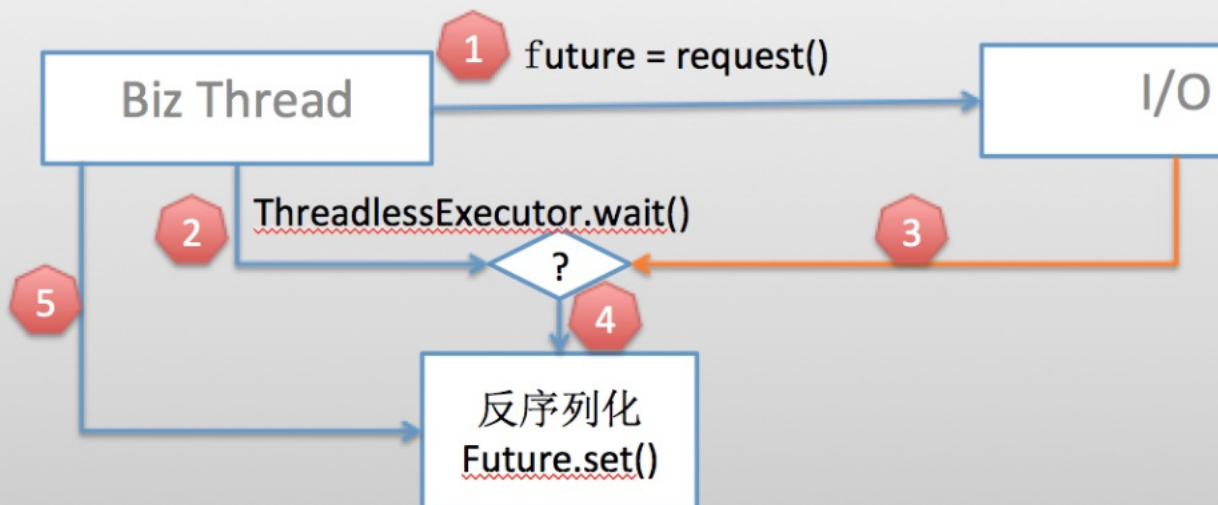 1
future = request()
Biz Thread
I/O
2
ThreadlessExecutor.wait()
3
?
5
4
反序列化
Future.set()